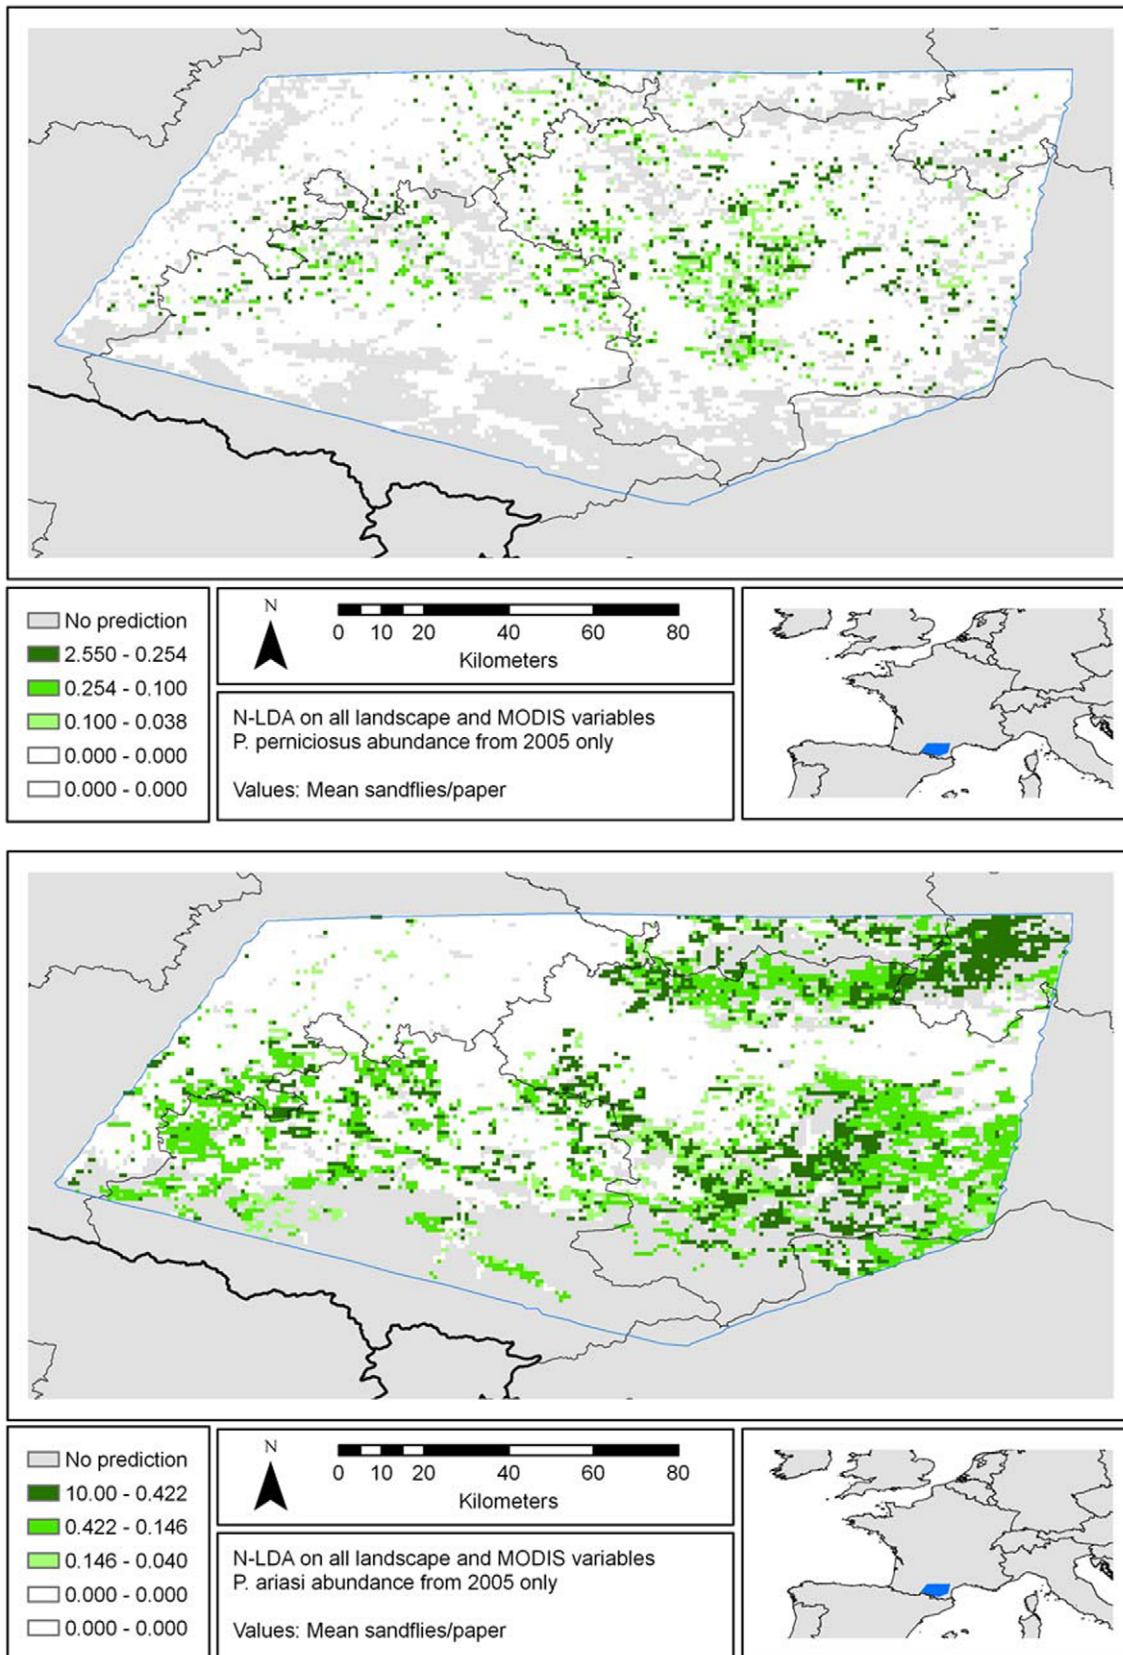 No prediction
2.550 - 0.254
0.254 - 0.100
0.100 - 0.038
0.000 - 0.000
0.000 - 0.000
N
0 10 20 40 60 80
Kilometers
N-LDA on all landscape and MODIS variables
P. perniciosus abundance from 2005 only
Values: Mean sandflies/paper
No prediction
10.00 - 0.422
0.422 - 0.146
0.146 - 0.040
0.000 - 0.000
0.000 - 0.000
N
0 10 20 40 60 80
Kilometers
N-LDA on all landscape and MODIS variables
P. ariasi abundance from 2005 only
Values: Mean sandflies/paper